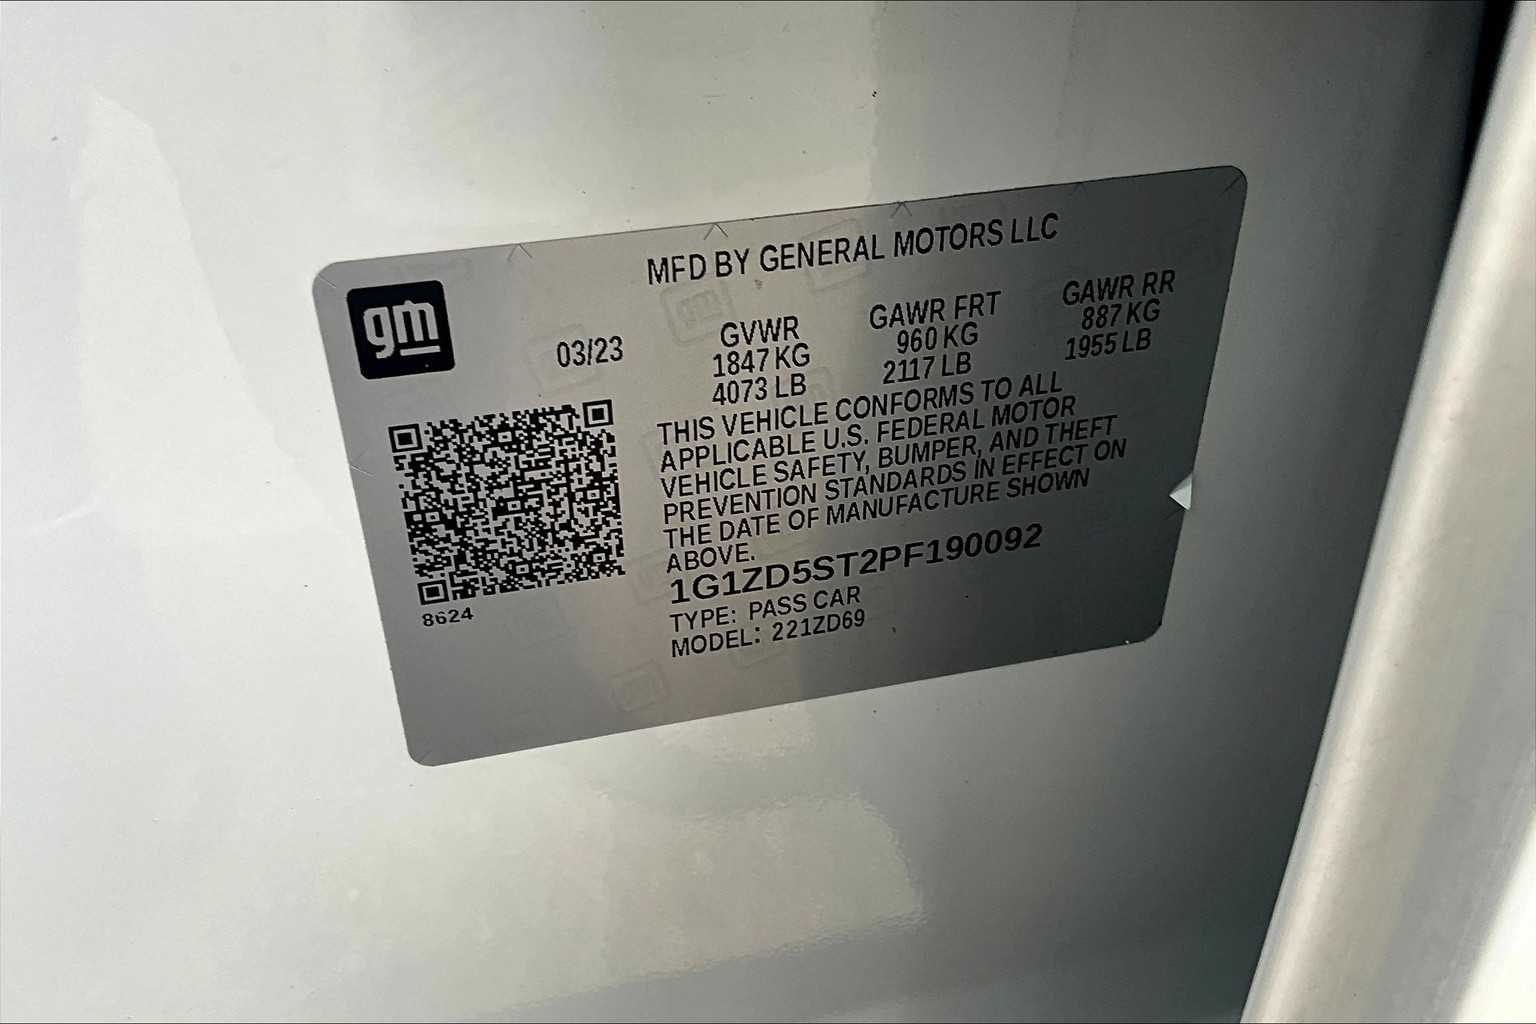 MFD BY GENERAL MOTORS LLC
gm
03/23
GVWR
1847 KG
4073 LB
GAWR FRT
960 KG
2117 LB
GAWR RR
887 KG
1955 LB
THIS VEHICLE CONFORMS TO ALL
APPLICABLE U.S. FEDERAL MOTOR
VEHICLE SAFETY, BUMPER, AND THEFT
PREVENTION STANDARDS IN EFFECT ON
THE DATE OF MANUFACTURE SHOWN
ABOVE.
1G1ZD5ST2PF190092
TYPE: PASS CAR
MODEL: 221ZD69
8624